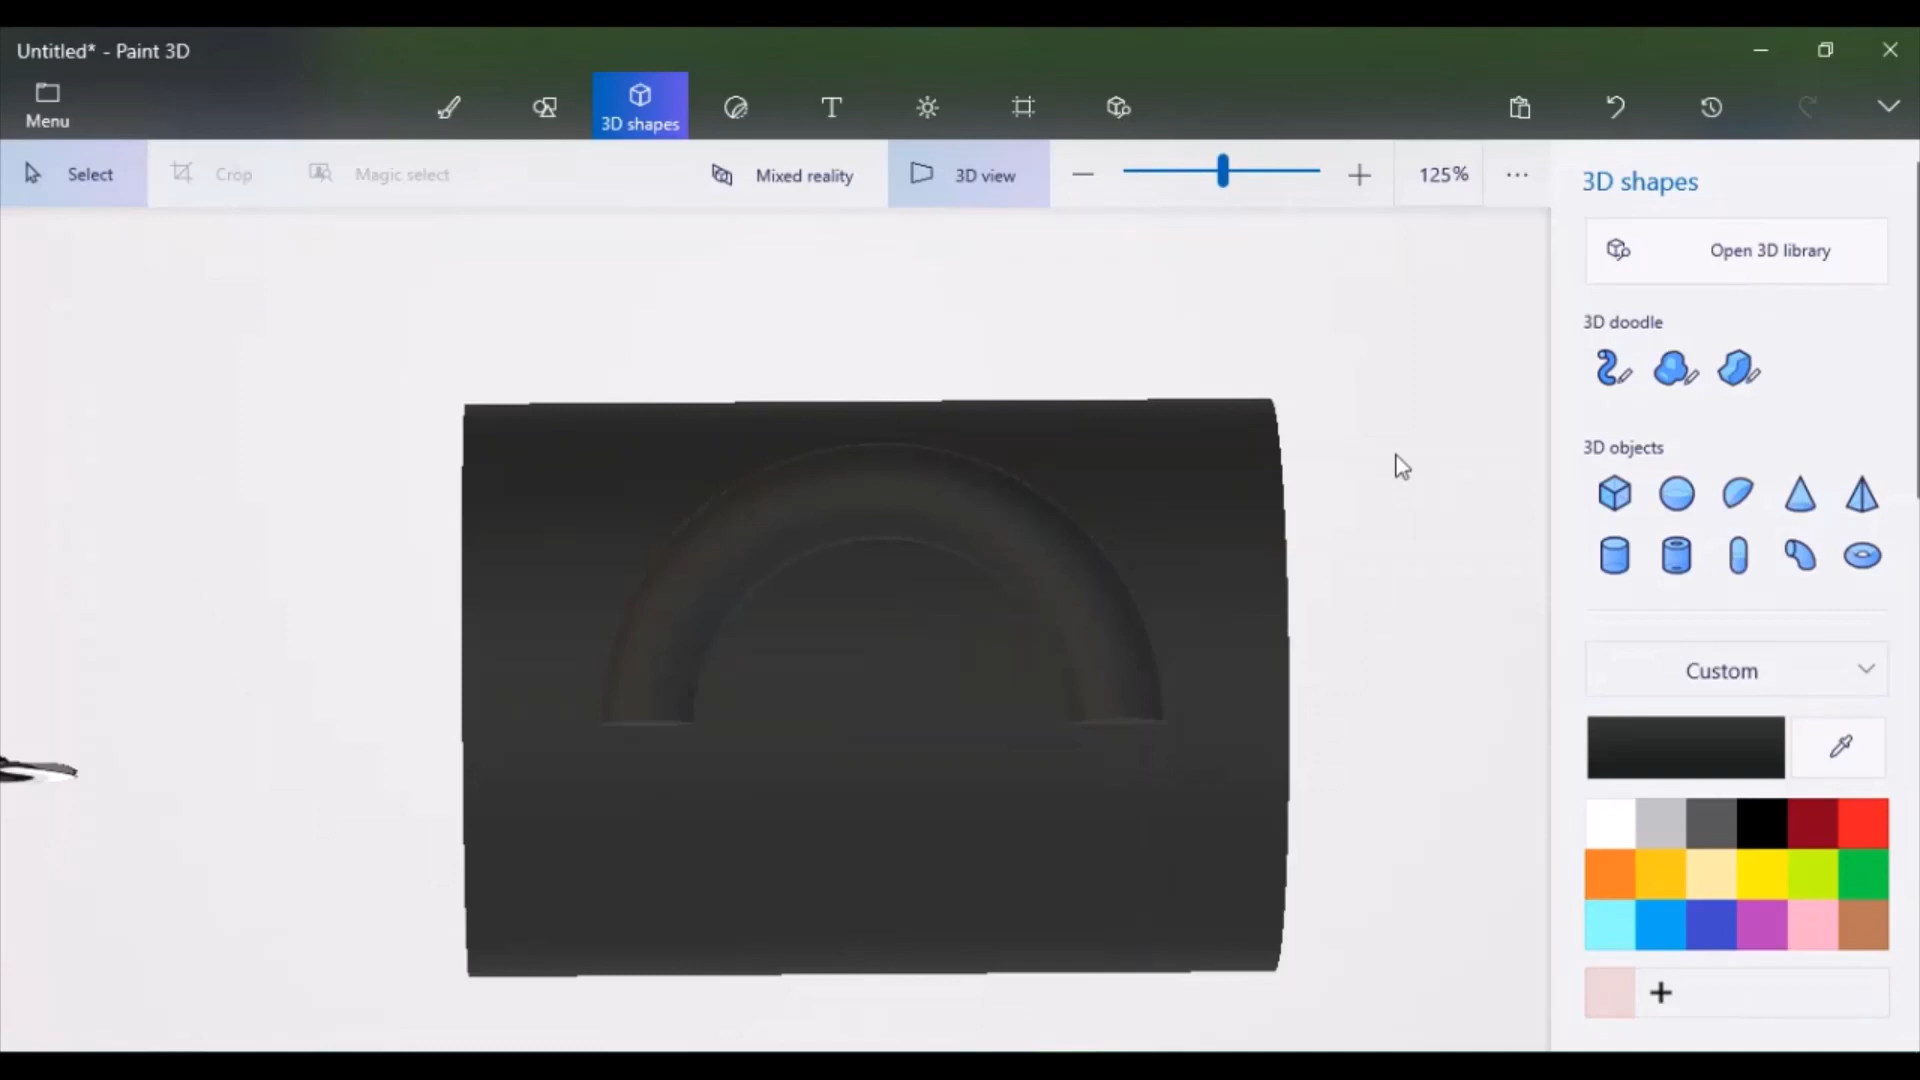 Untitled* - Paint 3D
Menu
3D shapes
T
Select
Crop
Magic select
Mixed reality
3D view
125%
3D shapes
Open 3D library
3D doodle
3D objects
Custom